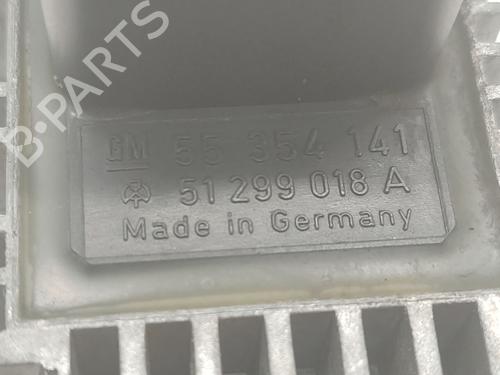 GM 55 354 141
51 299 018 A
Made in Germany
B-PARTS